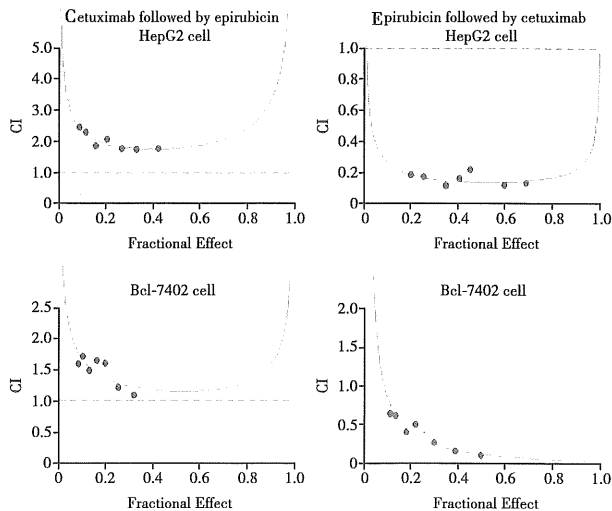 Cetuximab followed by epirubicin
HepG2 cell
5.0
4.0
3.0
2.0
1.0
0
CI
0 0.2 0.4 0.6 0.8 1.0
Fractional Effect
Epirubicin followed by cetuximab
HepG2 cell
1.0
0.8
0.6
0.4
0.2
0
CI
0 0.2 0.4 0.6 0.8 1.0
Fractional Effect
Bcl-7402 cell
2.5
2.0
1.5
1.0
0.5
0
CI
0 0.2 0.4 0.6 0.8 1.0
Fractional Effect
Bcl-7402 cell
2.0
1.5
1.0
0.5
0
CI
0 0.2 0.4 0.6 0.8 1.0
Fractional Effect